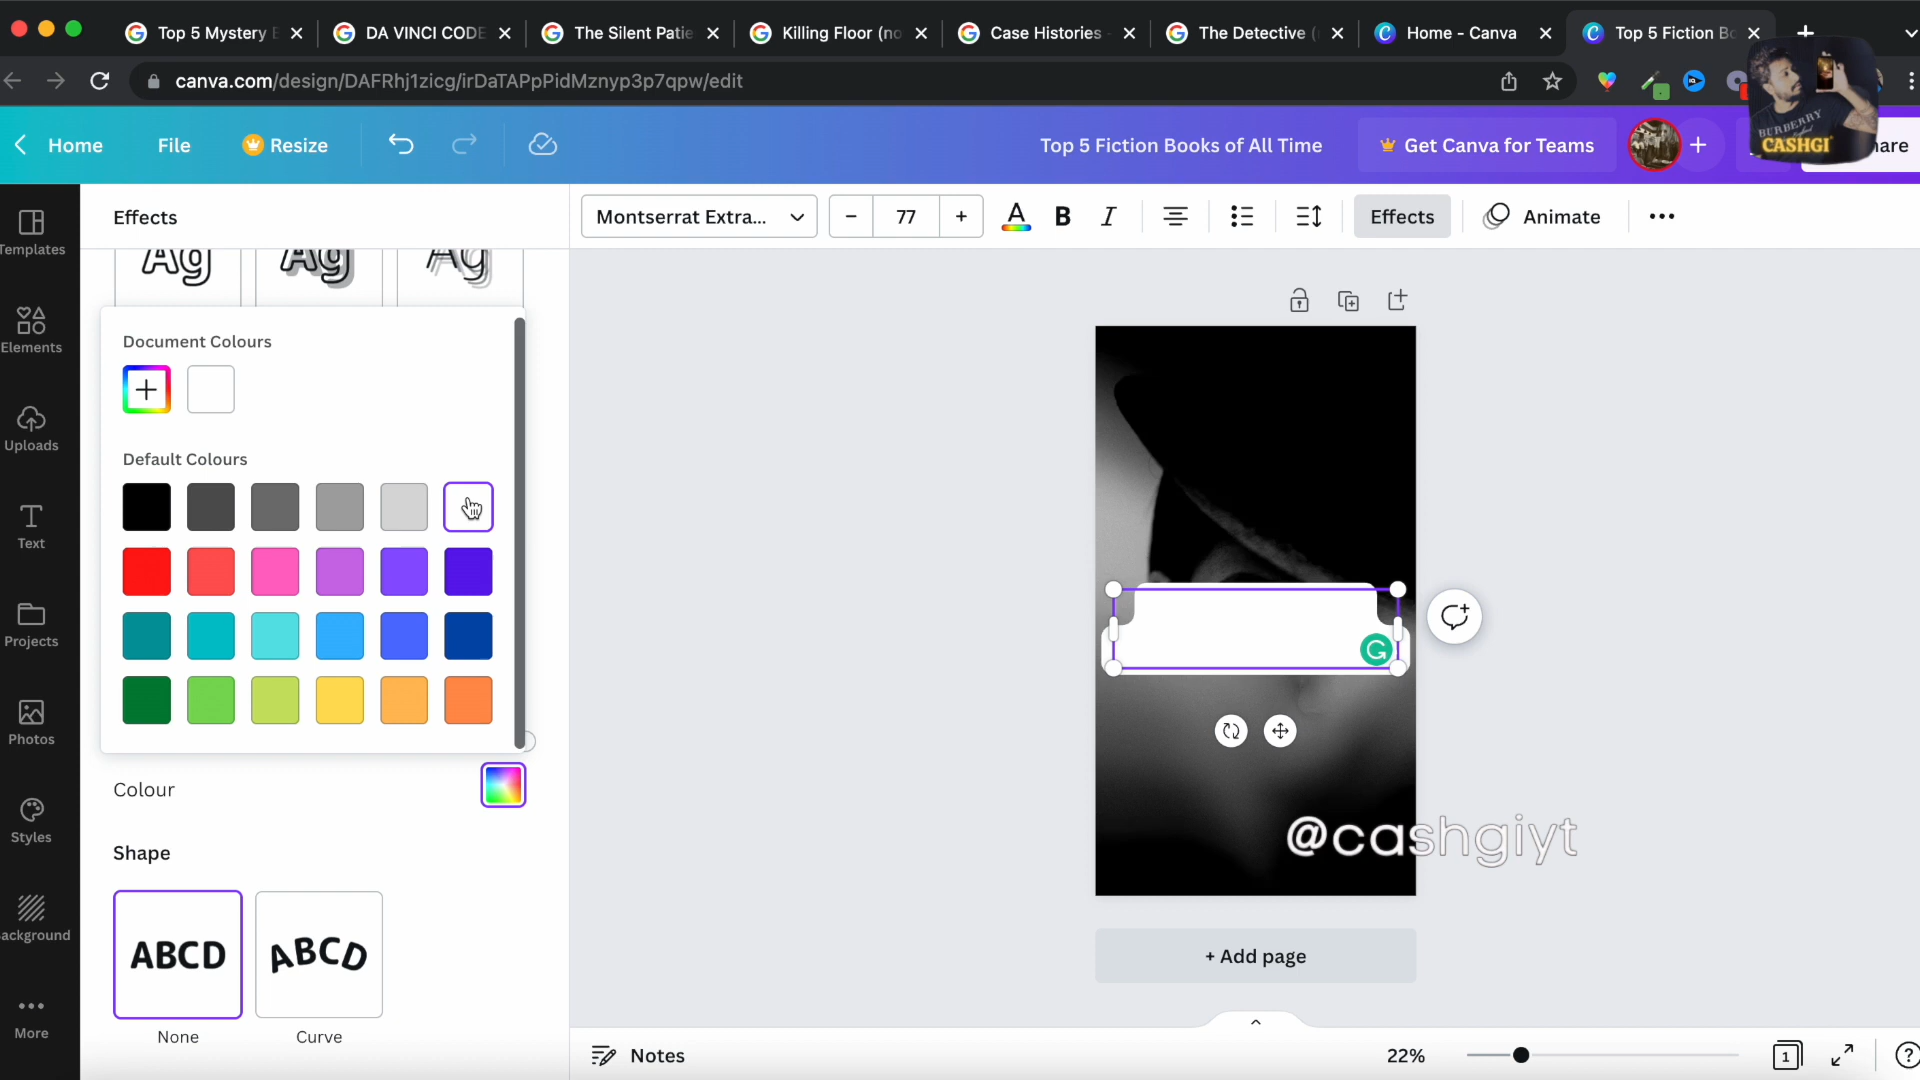 Top 5 Mystery
DA VINCI CODE
The Silent Patie
Killing Floor (no
Case Histories -
The Detective (
Home - Canva
Top 5 Fiction Bo
canva.com/design/DAFRhj1zicg/irDaTAPpPidMznyp3p7qpw/edit
BURBERRY
CASHGI
Home
File
Resize
Top 5 Fiction Books of All Time
Get Canva for Teams
+
are
Effects
Montserrat Extra...
- 77 +
A
B
I
Effects
Animate
Templates
Elements
Uploads
Text
Projects
Photos
Styles
ackground
More
Ag
Ag
Ag
Document Colours
Default Colours
Colour
Shape
ABCD
ABCD
None
Curve
@cashgiyt
+ Add page
Notes
22%
1
?